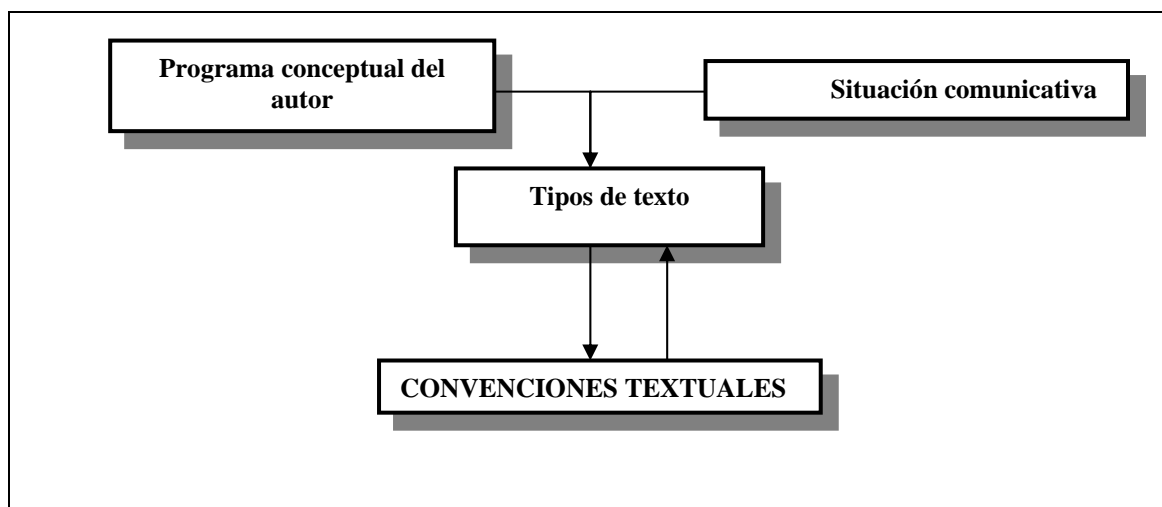 Programa conceptual del
autor
Situación comunicativa
Tipos de texto
CONVENCIONES TEXTUALES